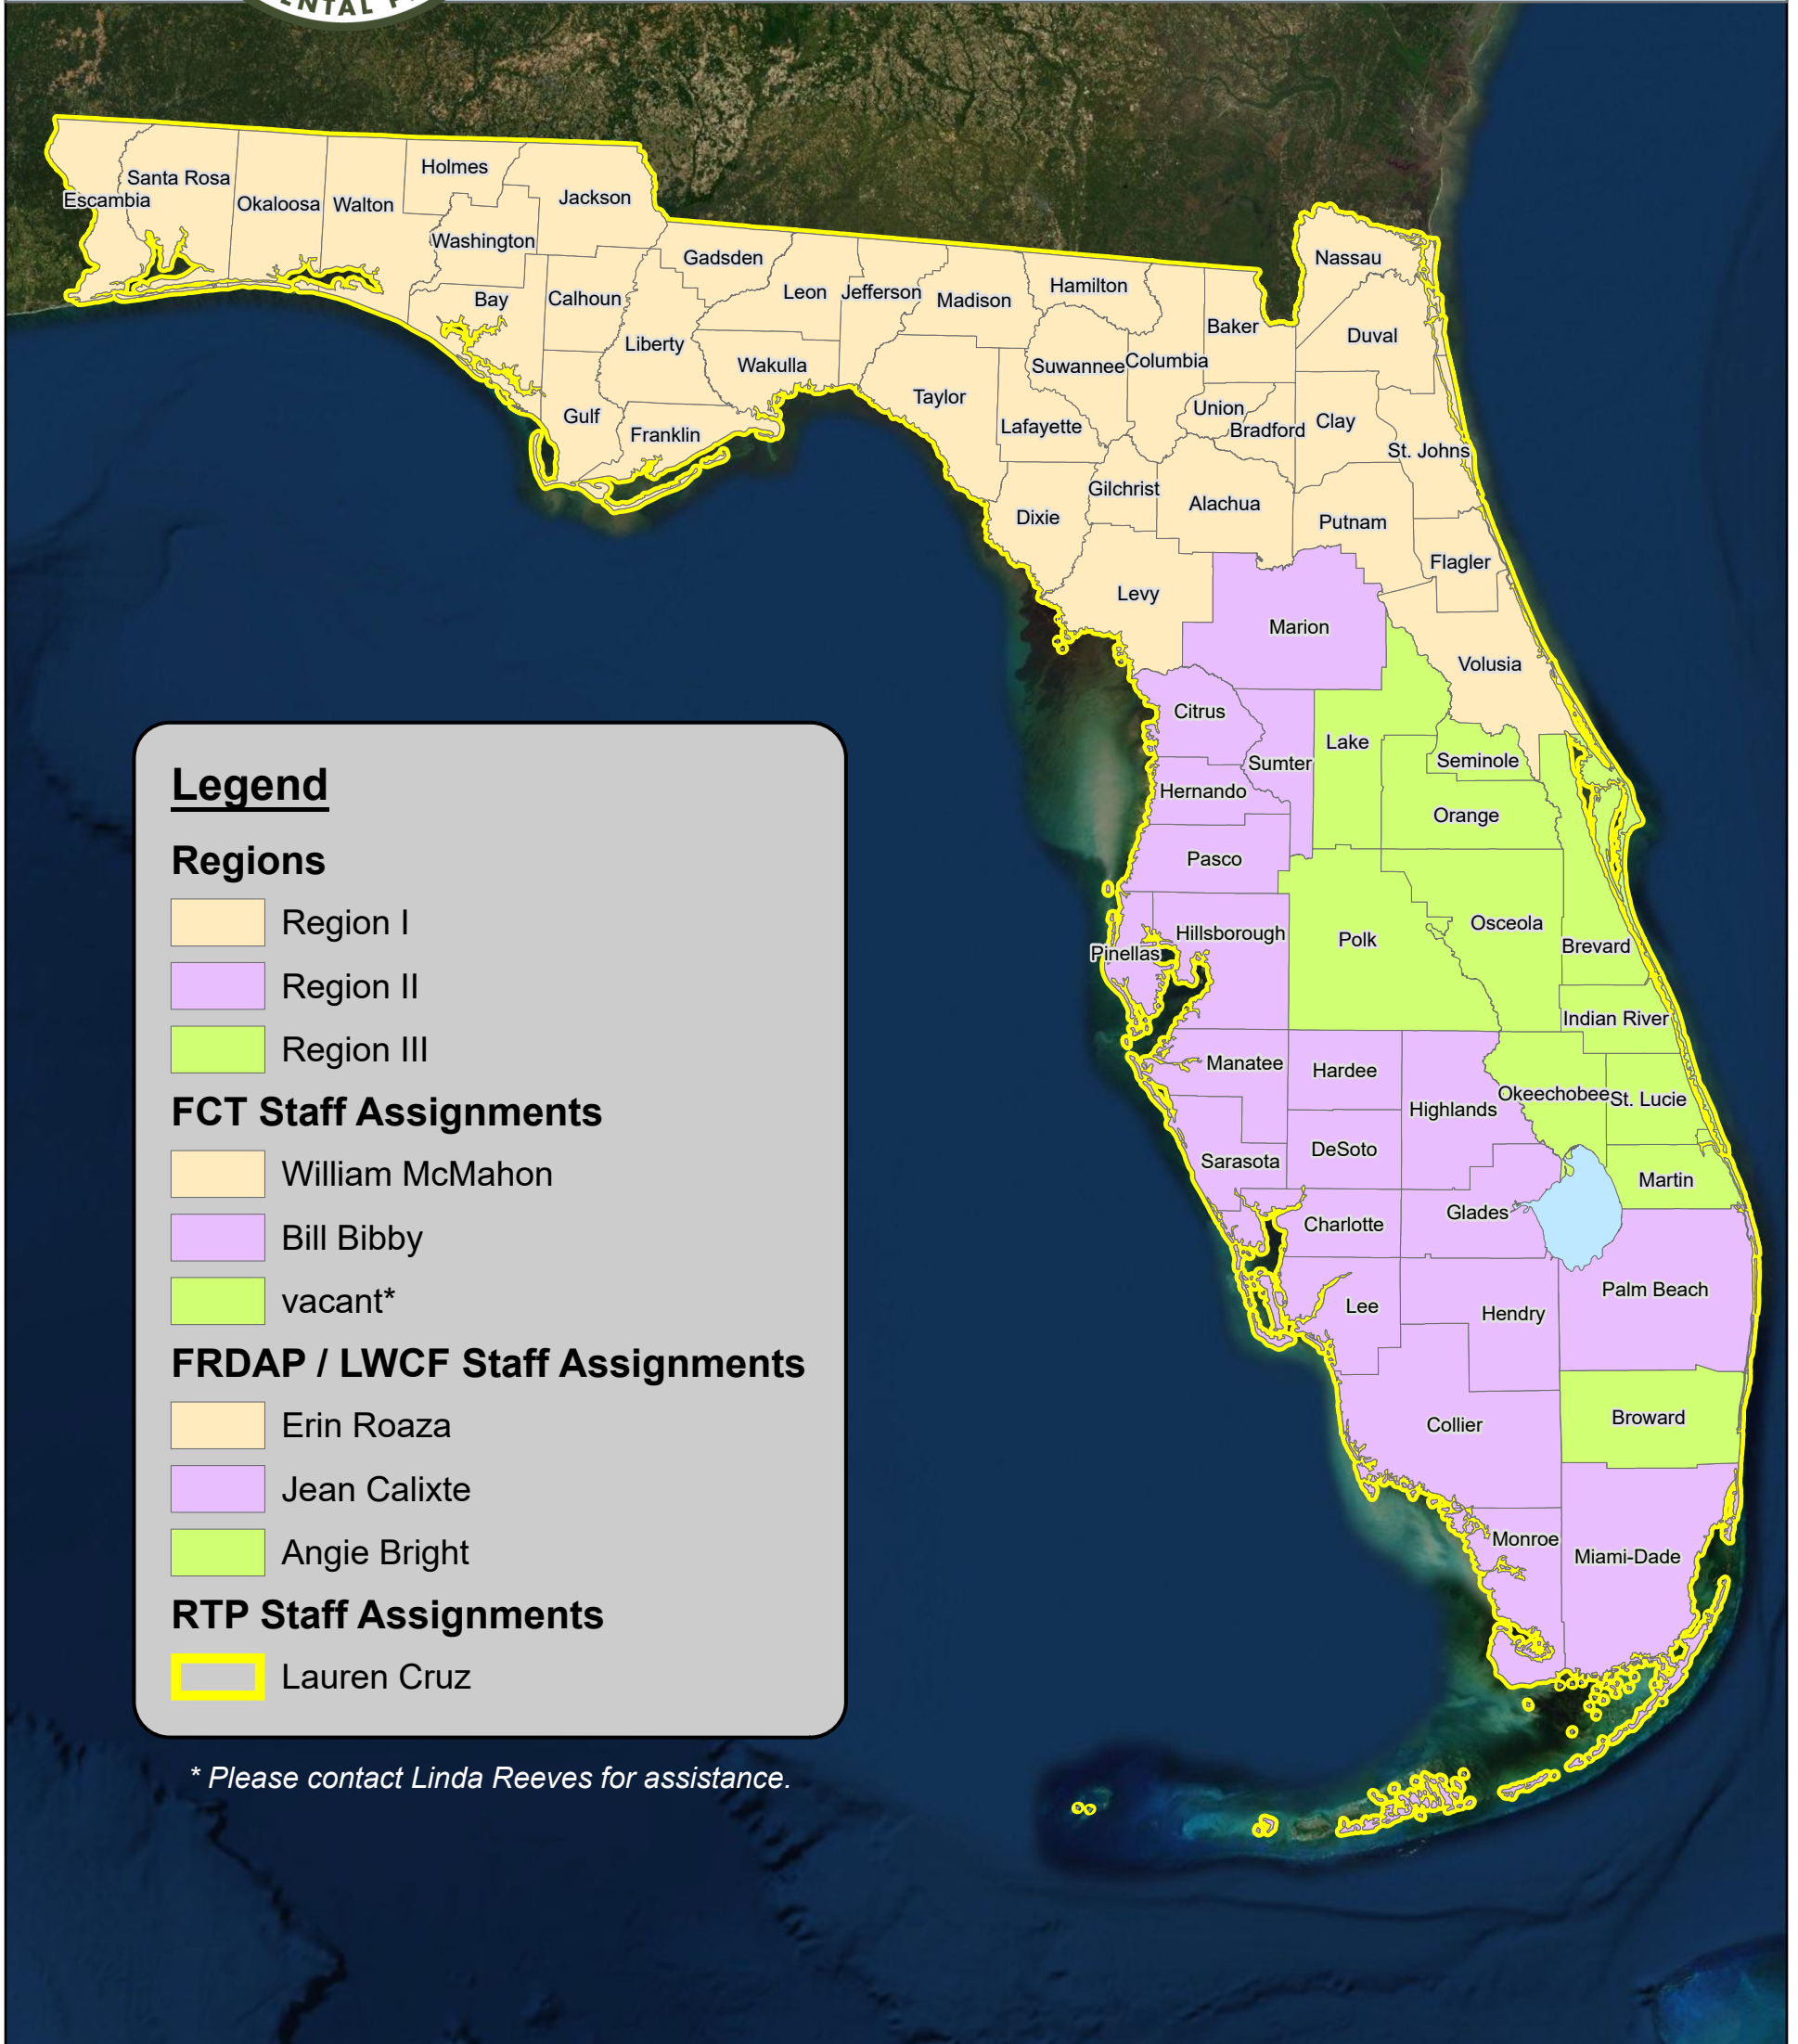 Holmes
Santa Rosa
Escambia
Okaloosa
Walton
Jackson
Washington
Gadsden
Nassau
Bay
Calhoun
Leon
Jefferson
Madison
Hamilton
Baker
Duval
Liberty
Wakulla
Suwannee
Columbia
Taylor
Gulf
Franklin
Lafayette
Union
Bradford
Clay
St. Johns
Gilchrist
Alachua
Dixie
Putnam
Flagler
Levy
Marion
Volusia
Citrus
Lake
Sumter
Seminole
Hernando
Orange
Pasco
Osceola
Hillsborough
Polk
Brevard
Pinellas
Indian River
Manatee
Hardee
Okeechobee
St. Lucie
Highlands
DeSoto
Sarasota
Martin
Glades
Charlotte
Palm Beach
Lee
Hendry
Broward
Collier
Monroe
Miami-Dade
Legend
Regions
Region I
Region II
Region III
FCT Staff Assignments
William McMahon
Bill Bibby
vacant*
FRDAP / LWCF Staff Assignments
Erin Roaza
Jean Calixte
Angie Bright
RTP Staff Assignments
Lauren Cruz
* Please contact Linda Reeves for assistance.